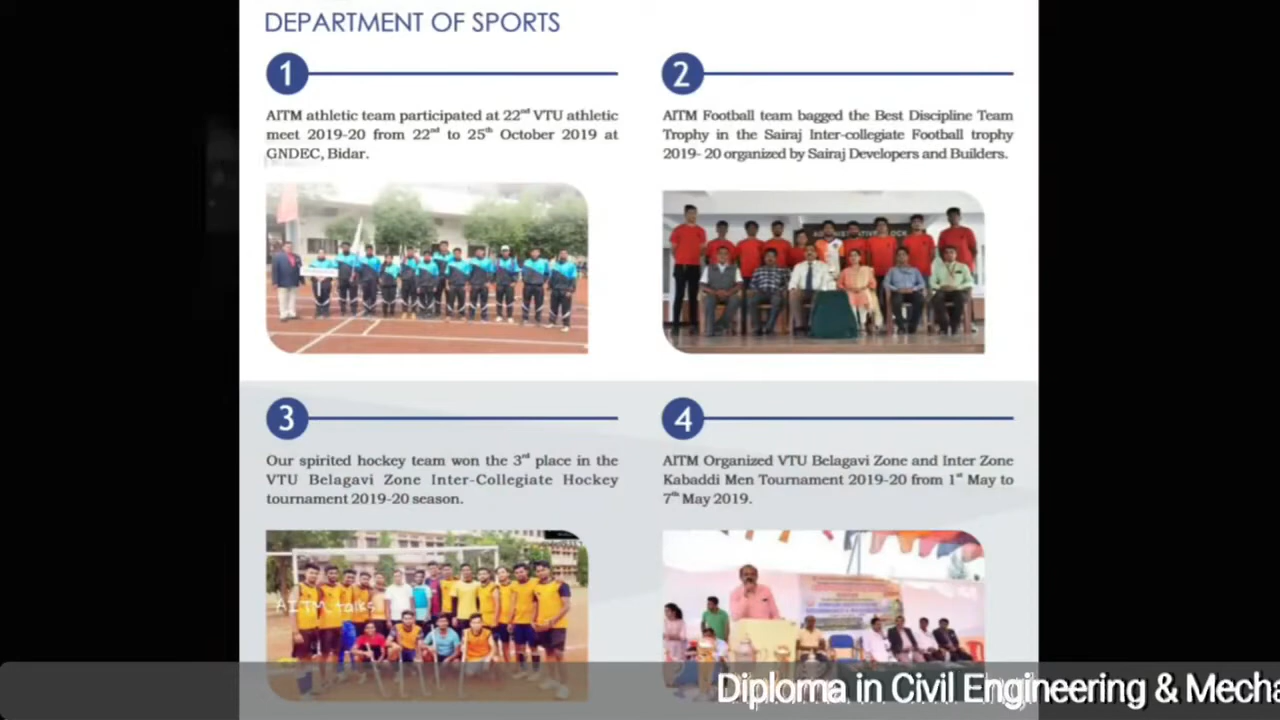 DEPARTMENT OF SPORTS
1
AITM athletic team participated at 22nd VTU athletic
meet 2019-20 from 22nd to 25th October 2019 at
GNDEC, Bidar.
2
AITM Football team bagged the Best Discipline Team
Trophy in the Sairaj Inter-collegiate Football trophy
2019- 20 organized by Sairaj Developers and Builders.
3
Our spirited hockey team won the 3rd place in the
VTU Belagavi Zone Inter-Collegiate Hockey
tournament 2019-20 season.
AITM_talks
4
AITM Organized VTU Belagavi Zone and Inter Zone
Kabaddi Men Tournament 2019-20 from 1st May to
7th May 2019.
Diploma in Civil Engineering & Mecha